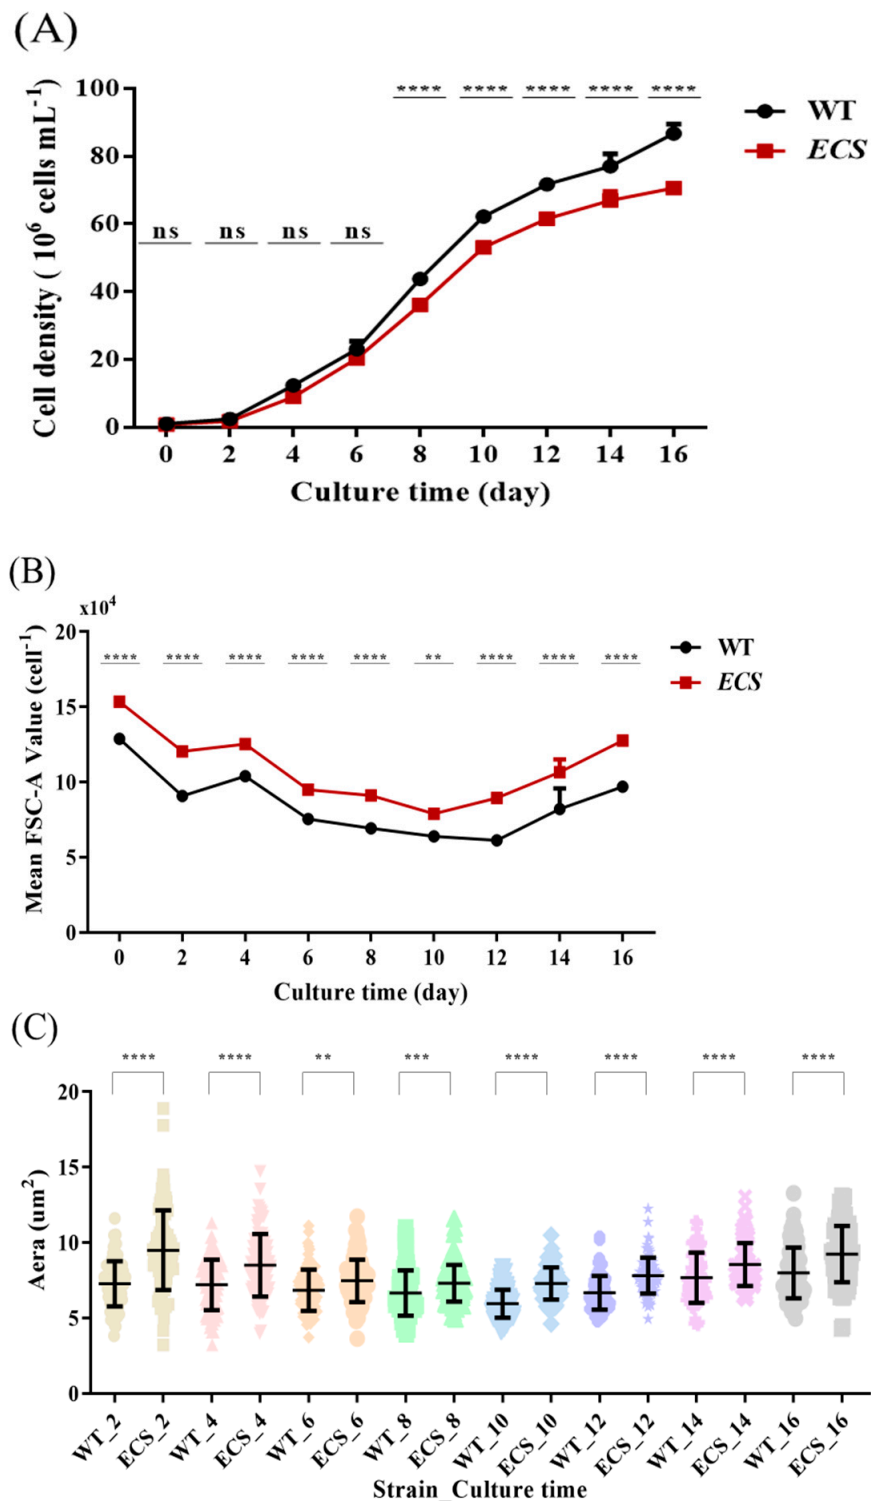 (A)
Cell density ( 10⁶ cells mL⁻¹)
100
80
60
40
20
0
**** **** **** **** ****
ns ns ns ns
WT
ECS
0 2 4 6 8 10 12 14 16
Culture time (day)
(B)
x10⁴
Mean FSC-A Value (cell⁻¹)
20
15
10
5
0
**** **** **** **** **** ** **** **** ****
WT
ECS
0 2 4 6 8 10 12 14 16
Culture time (day)
(C)
**** **** ** *** **** **** **** ****
Aera (um²)
20
15
10
5
0
WT_2 ECS_2 WT_4 ECS_4 WT_6 ECS_6 WT_8 ECS_8 WT_10 ECS_10 WT_12 ECS_12 WT_14 ECS_14 WT_16 ECS_16
Strain_Culture time